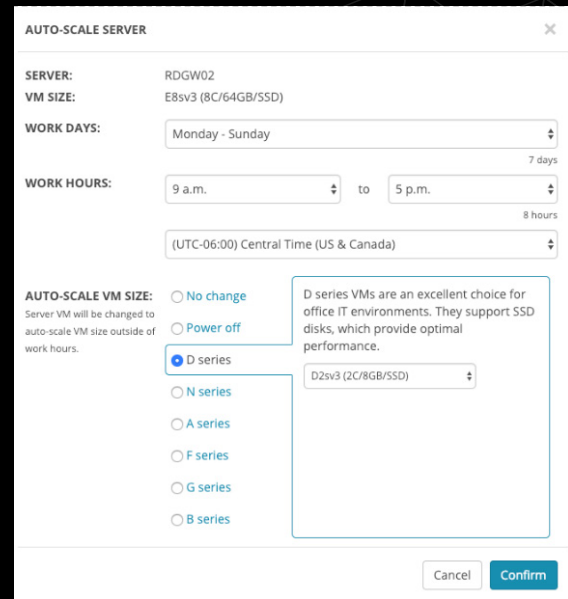 AUTO-SCALE SERVER
×
SERVER: RDGW02
VM SIZE: E8sv3 (8C/64GB/SSD)
WORK DAYS: Monday - Sunday
7 days
WORK HOURS: 9 a.m. to 5 p.m.
8 hours
(UTC-06:00) Central Time (US & Canada)
AUTO-SCALE VM SIZE:
Server VM will be changed to
auto-scale VM size outside of
work hours.
No change
Power off
D series
N series
A series
F series
G series
B series
D series VMs are an excellent choice for
office IT environments. They support SSD
disks, which provide optimal
performance.
D2sv3 (2C/8GB/SSD)
Cancel Confirm